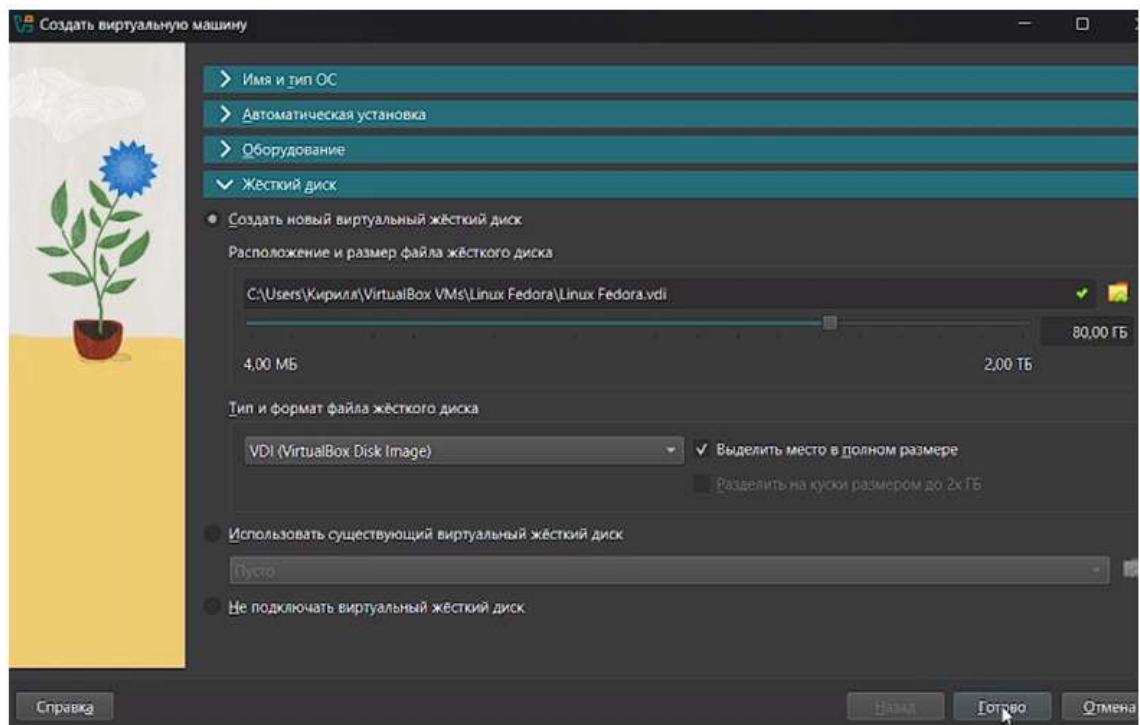 Создать виртуальную машину
Имя и тип ОС
Автоматическая установка
Оборудование
Жёсткий диск
Создать новый виртуальный жёсткий диск
Расположение и размер файла жёсткого диска
C:\Users\Кирилл\VirtualBox VMs\Linux Fedora\Linux Fedora.vdi
80,00 ГБ
4,00 МБ 2,00 ТБ
Тип и формат файла жёсткого диска
VDI (VirtualBox Disk Image) Выделить место в полном размере
Разделить на куски размером до 2х ГБ
Использовать существующий виртуальный жёсткий диск
Пусто
Не подключать виртуальный жёсткий диск
Справка Назад Готово Отмена